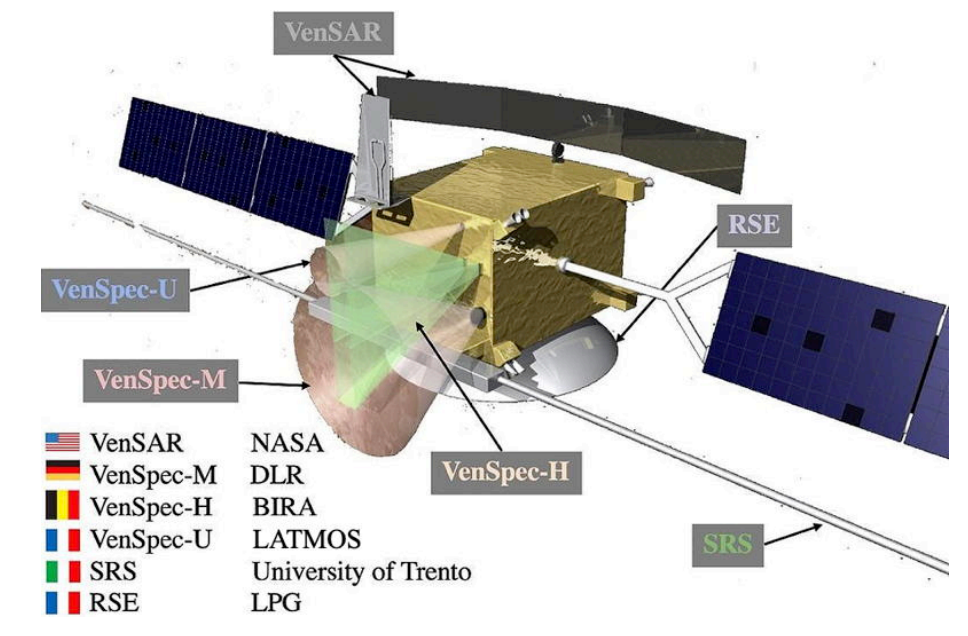 VenSAR
RSE
VenSpec-U
VenSpec-M
VenSpec-H
SRS
VenSAR NASA
VenSpec-M DLR
VenSpec-H BIRA
VenSpec-U LATMOS
SRS University of Trento
RSE LPG